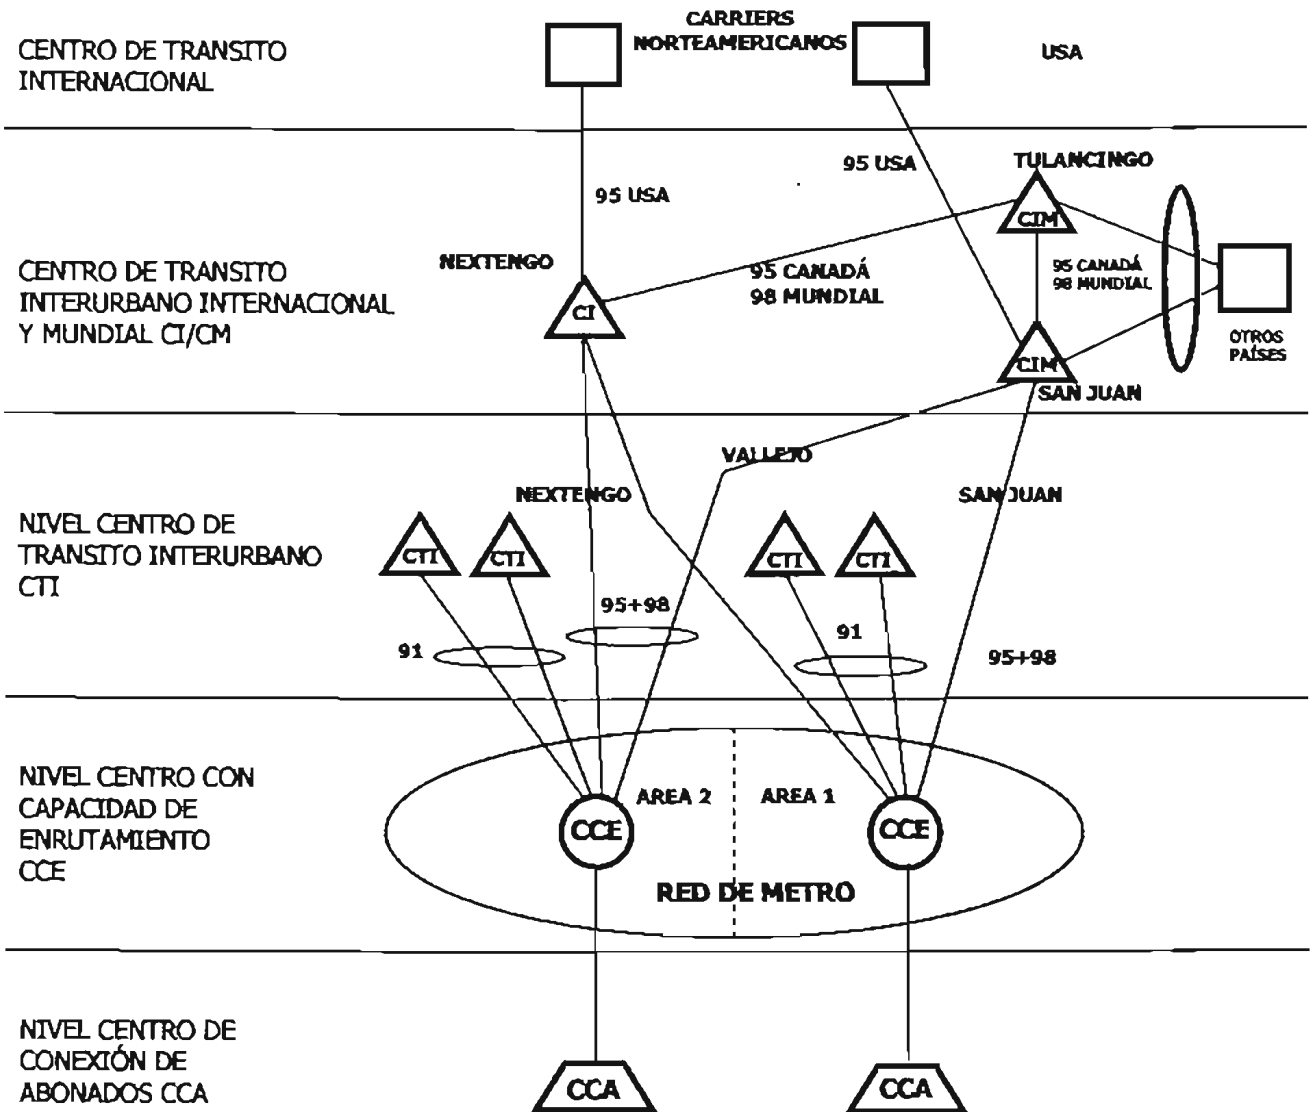 CENTRO DE TRANSITO
INTERNACIONAL
CARRIERS
NORTEAMERICANOS
USA
95 USA
95 USA
TULANCINGO
CIM
NEXTENGO
CI
95 CANADÁ
98 MUNDIAL
95 CANADÁ
98 MUNDIAL
OTROS
PAÍSES
CIM
SAN JUAN
CENTRO DE TRANSITO
INTERURBANO INTERNACIONAL
Y MUNDIAL CI/CM
VALLEJO
NEXTENGO
SAN JUAN
NIVEL CENTRO DE
TRANSITO INTERURBANO
CTI
CTI
CTI
CTI
CTI
95+98
91
91
95+98
NIVEL CENTRO CON
CAPACIDAD DE
ENRUTAMIENTO
CCE
AREA 2
AREA 1
CCE
CCE
RED DE METRO
NIVEL CENTRO DE
CONEXIÓN DE
ABONADOS CCA
CCA
CCA